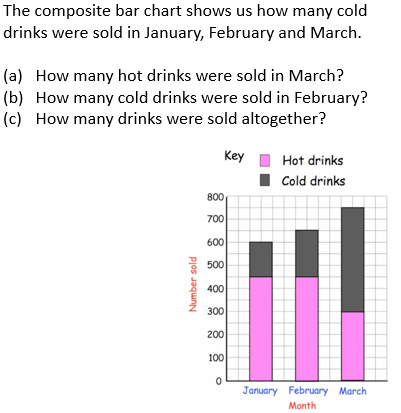 The composite bar chart shows us how many cold
drinks were sold in January, February and March.
(a) How many hot drinks were sold in March?
(b) How many cold drinks were sold in February?
(c) How many drinks were sold altogether?
Key
Hot drinks
Cold drinks
Number sold
800
700
600
500
400
300
200
100
0
January February March
Month